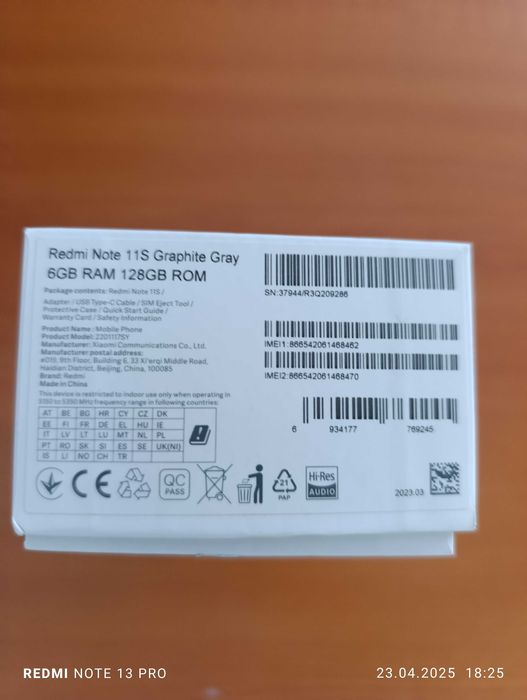 Redmi Note 11S Graphite Gray
6GB RAM 128GB ROM
Package contents: Redmi Note 11S /
Adapter / USB Type-C Cable / SIM Eject Tool /
Protective Case / Quick Start Guide /
Warranty Card / Safety Information
Product Name: Mobile Phone
Product Model: 2201117SY
Manufacturer: Xiaomi Communications Co., Ltd.
Manufacturer postal address:
#019, 9th Floor, Building 6, 33 Xi'erqi Middle Road,
Haidian District, Beijing, China, 100085
Brand: Redmi
Made in China
This device is restricted to indoor use only when operating in
5150 to 5350 MHz frequency range in following countries:
AT BE BG HR CY CZ DK
EE FI FR DE EL HU IE
IT LV LT LU MT NL PL
PT RO SK SI ES SE UK(NI)
IS LI NO CH TR
SN:37944/R3Q209286
IMEI1:866542061468462
IMEI2:866542061468470
6 934177 769245
CE
QC
PASS
21
PAP
Hi-Res
AUDIO
2023.03
REDMI NOTE 13 PRO
23.04.2025 18:25